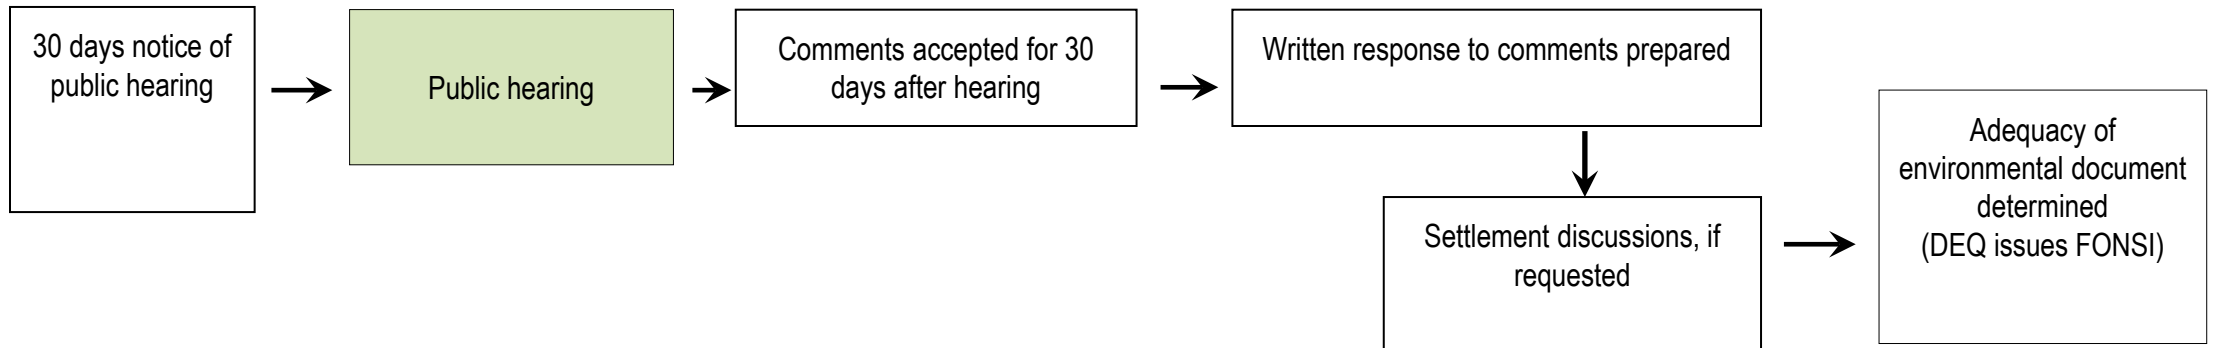 30 days notice of
public hearing
Public hearing
Comments accepted for 30
days after hearing
Written response to comments prepared
Settlement discussions, if
requested
Adequacy of
environmental document
determined
(DEQ issues FONSI)